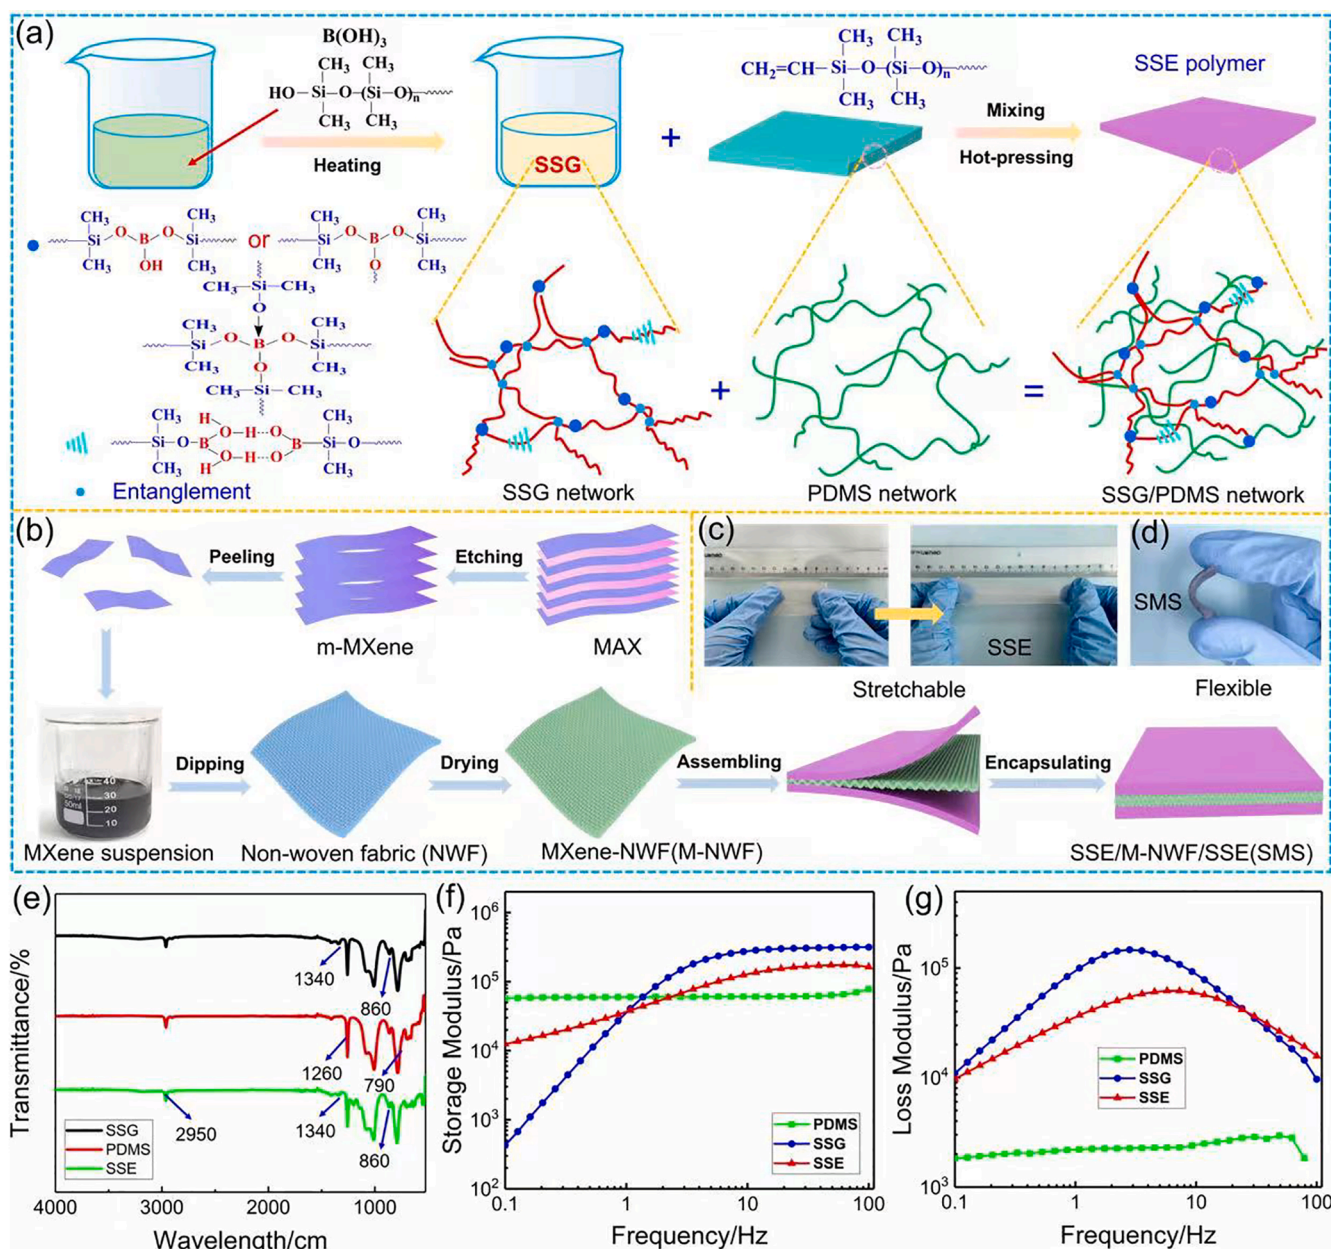 (a)
B(OH)3
CH3 CH3
HO—Si—O—(Si—O)n
CH3 CH3
Heating
SSG
+
CH3 CH3
CH2=CH—Si—O—(Si—O)n
CH3 CH3
Mixing
Hot-pressing
SSE polymer
CH3 CH3
Si O B O Si
CH3 OH CH3
or
CH3 CH3
Si O B O Si
CH3 O CH3
CH3 Si CH3
O
CH3 CH3
Si O B O Si
CH3 O CH3
CH3 Si CH3
H
CH3 O—H···O CH3
Si—O—B B—Si—O
CH3 O—H···O CH3
H
Entanglement
+
=
SSG network
PDMS network
SSG/PDMS network
(b)
Peeling
Etching
m-MXene
MAX
(c)
SSE
Stretchable
(d)
SMS
Flexible
50ml
40
30
20
10
Dipping
Drying
Assembling
Encapsulating
MXene suspension
Non-woven fabric (NWF)
MXene-NWF(M-NWF)
SSE/M-NWF/SSE(SMS)
(e)
Transmittance/%
1340
860
1260
790
2950
1340
860
SSG
PDMS
SSE
4000 3000 2000 1000
Wavelength/cm
(f)
Storage Modulus/Pa
10^6
10^5
10^4
10^3
10^2
PDMS
SSG
SSE
0.1 1 10 100
Frequency/Hz
(g)
Loss Modulus/Pa
10^5
10^4
10^3
PDMS
SSG
SSE
0.1 1 10 100
Frequency/Hz